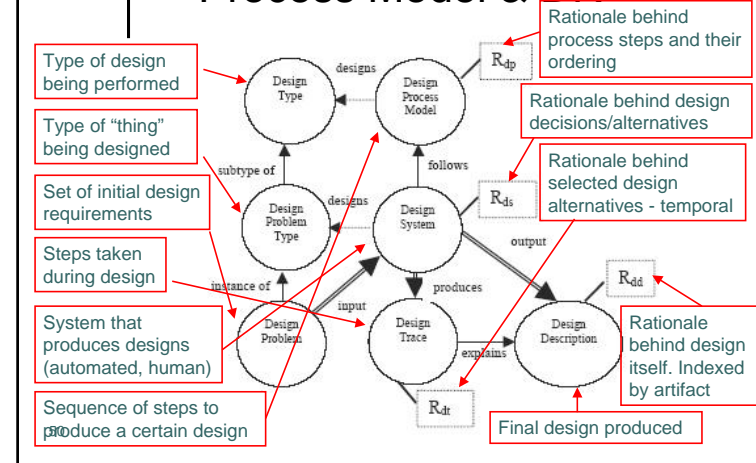 Process Model &
Rationale behind
process steps and their
ordering
Type of design
being performed
designs
Design
Type
Design
Process
Model
R_dp
Rationale behind design
decisions/alternatives
Type of “thing”
being designed
subtype of
follows
Rationale behind
selected design
alternatives - temporal
Set of initial design
requirements
designs
Design
Problem
Type
Design
System
R_ds
output
Steps taken
during design
instance of
input
produces
R_dd
System that
produces designs
(automated, human)
Design
Problem
Design
Trace
explains
Design
Description
Rationale
behind design
itself. Indexed
by artifact
Sequence of steps to
produce a certain design
R_dt
Final design produced